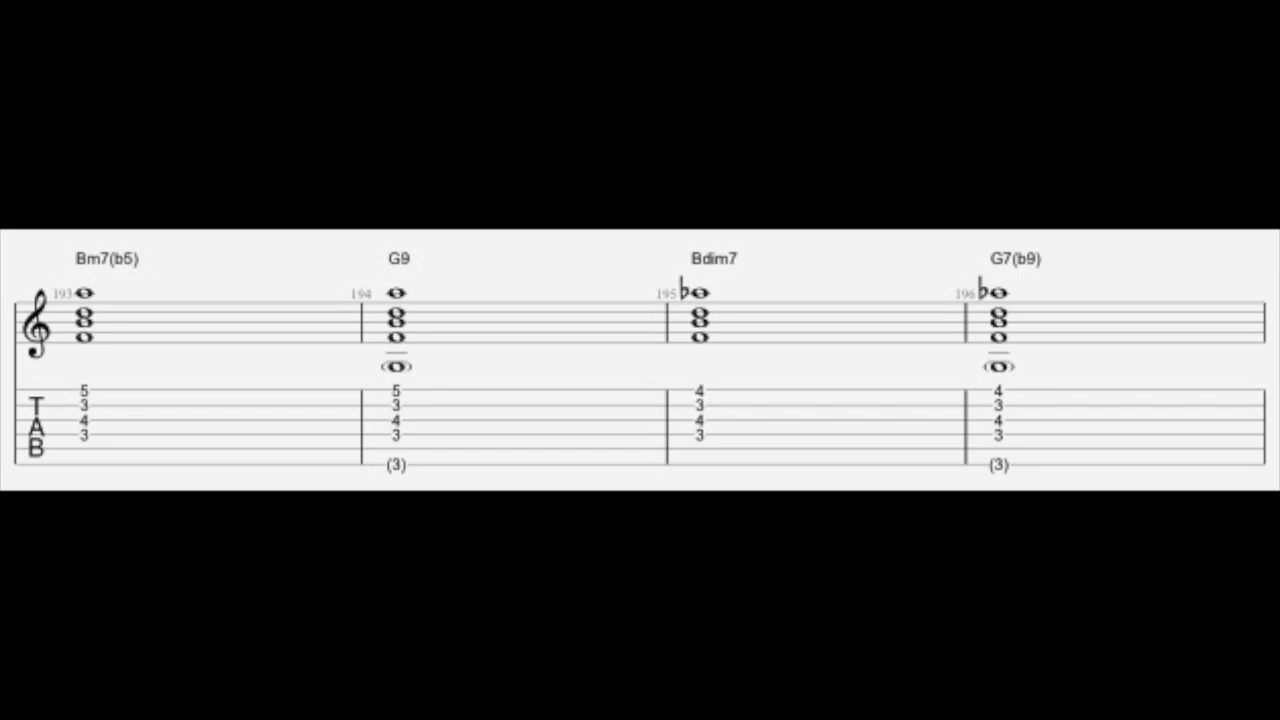 Bm7(b5) G9 Bdim7 G7(b9)
193 194 195 196
5 5 4 4
T 3 3 3 3
A 4 4 4 4
3 3 3 3
B
(3) (3)